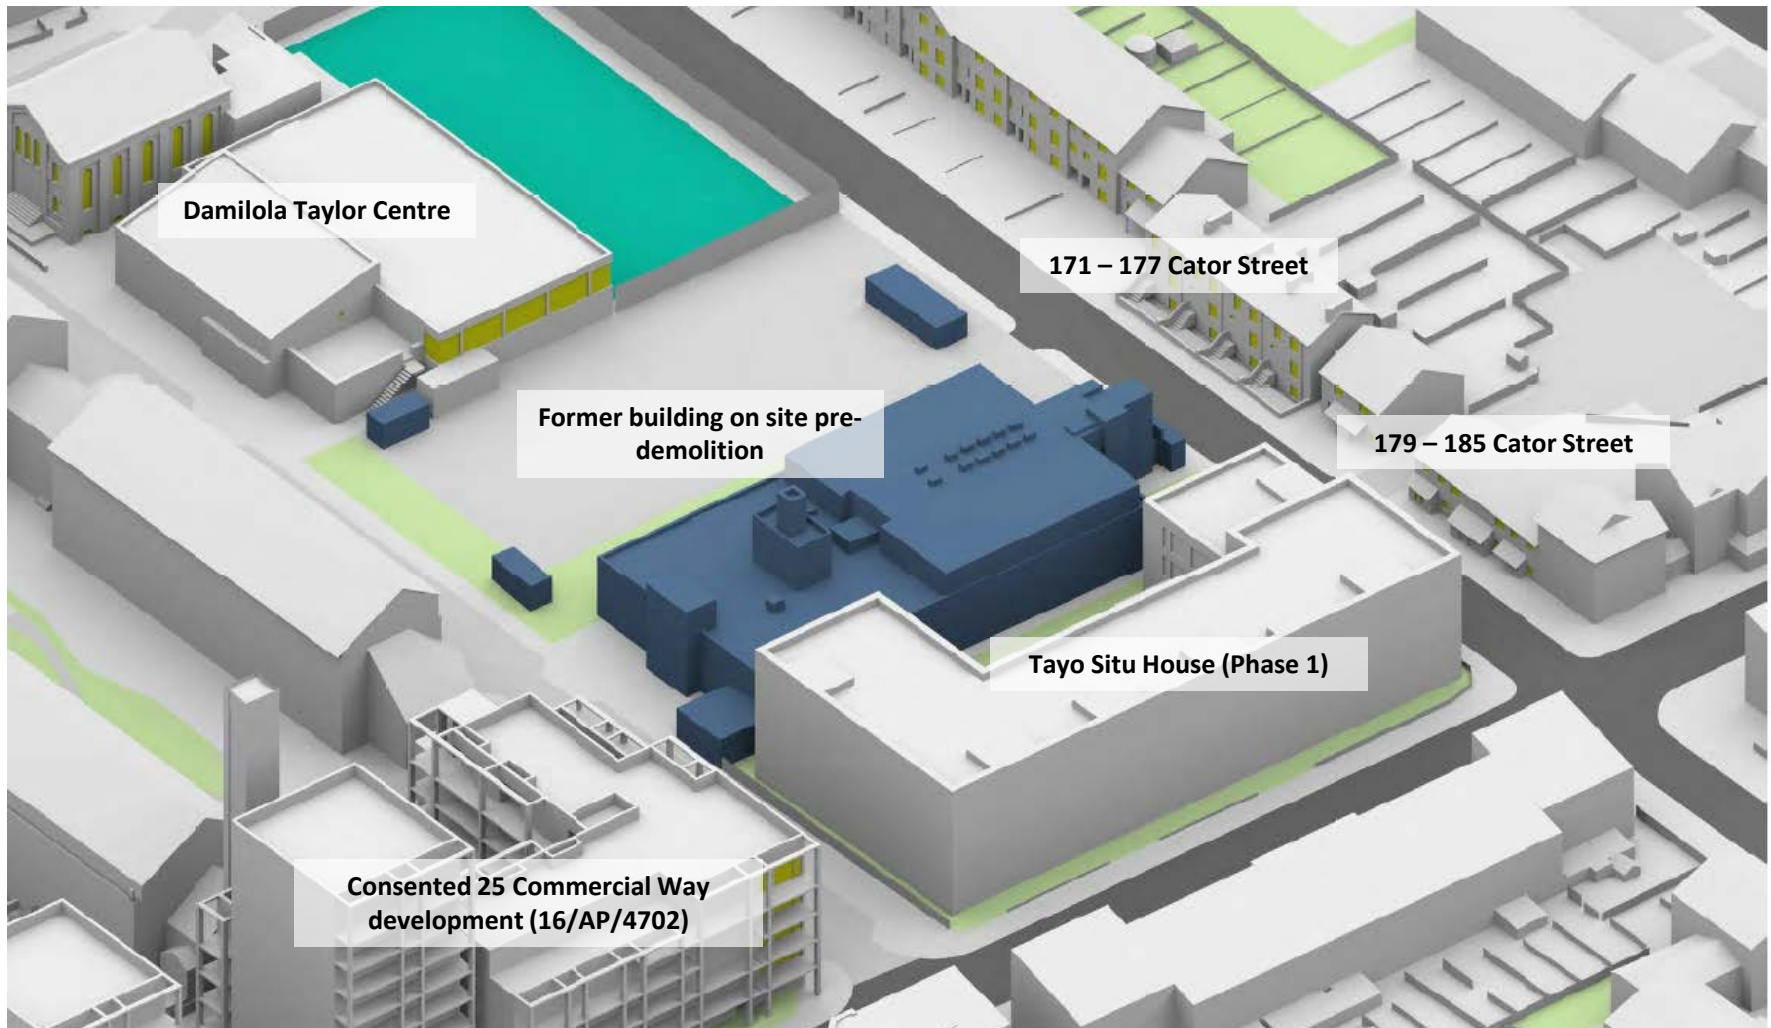 Damilola Taylor Centre
171 – 177 Cator Street
Former building on site pre-
demolition
179 – 185 Cator Street
Tayo Situ House (Phase 1)
Consented 25 Commercial Way
development (16/AP/4702)